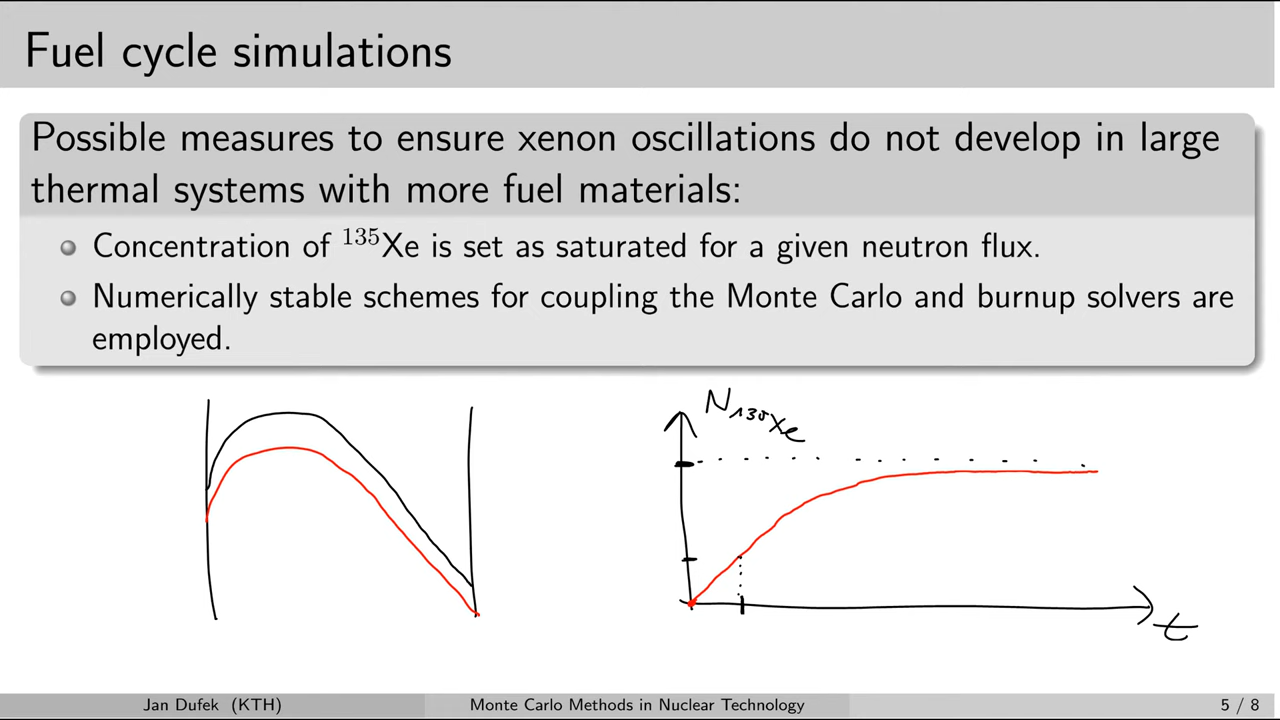 Fuel cycle simulations
Possible measures to ensure xenon oscillations do not develop in large
thermal systems with more fuel materials:
Concentration of ¹³⁵Xe is set as saturated for a given neutron flux.
Numerically stable schemes for coupling the Monte Carlo and burnup solvers are
employed.
N₁₃₅Xe
t
Jan Dufek (KTH) Monte Carlo Methods in Nuclear Technology 5 / 8